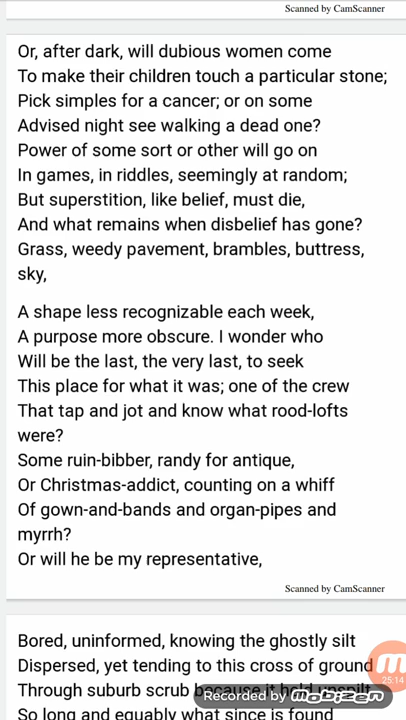 Scanned by CamScanner
Or, after dark, will dubious women come
To make their children touch a particular stone;
Pick simples for a cancer; or on some
Advised night see walking a dead one?
Power of some sort or other will go on
In games, in riddles, seemingly at random;
But superstition, like belief, must die,
And what remains when disbelief has gone?
Grass, weedy pavement, brambles, buttress,
sky,
A shape less recognizable each week,
A purpose more obscure. I wonder who
Will be the last, the very last, to seek
This place for what it was; one of the crew
That tap and jot and know what rood-lofts
were?
Some ruin-bibber, randy for antique,
Or Christmas-addict, counting on a whiff
Of gown-and-bands and organ-pipes and
myrrh?
Or will he be my representative,
Scanned by CamScanner
Bored, uninformed, knowing the ghostly silt
Dispersed, yet tending to this cross of ground
25:14
Through suburb scrub because it held unspilt
Recorded by mobizen
So long and equably what since is found